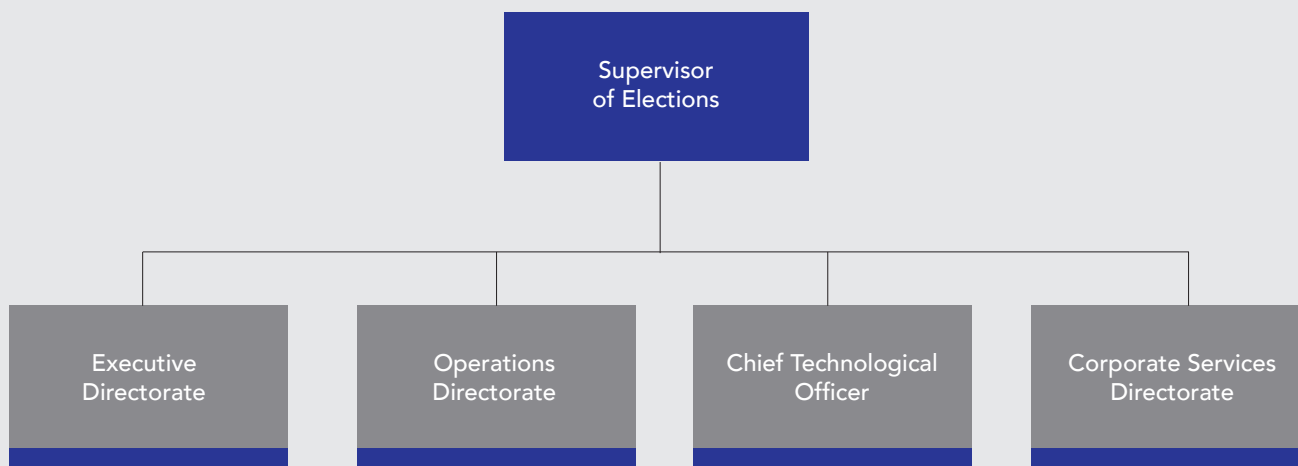 Supervisor
of Elections
Executive
Directorate
Operations
Directorate
Chief Technological
Officer
Corporate Services
Directorate